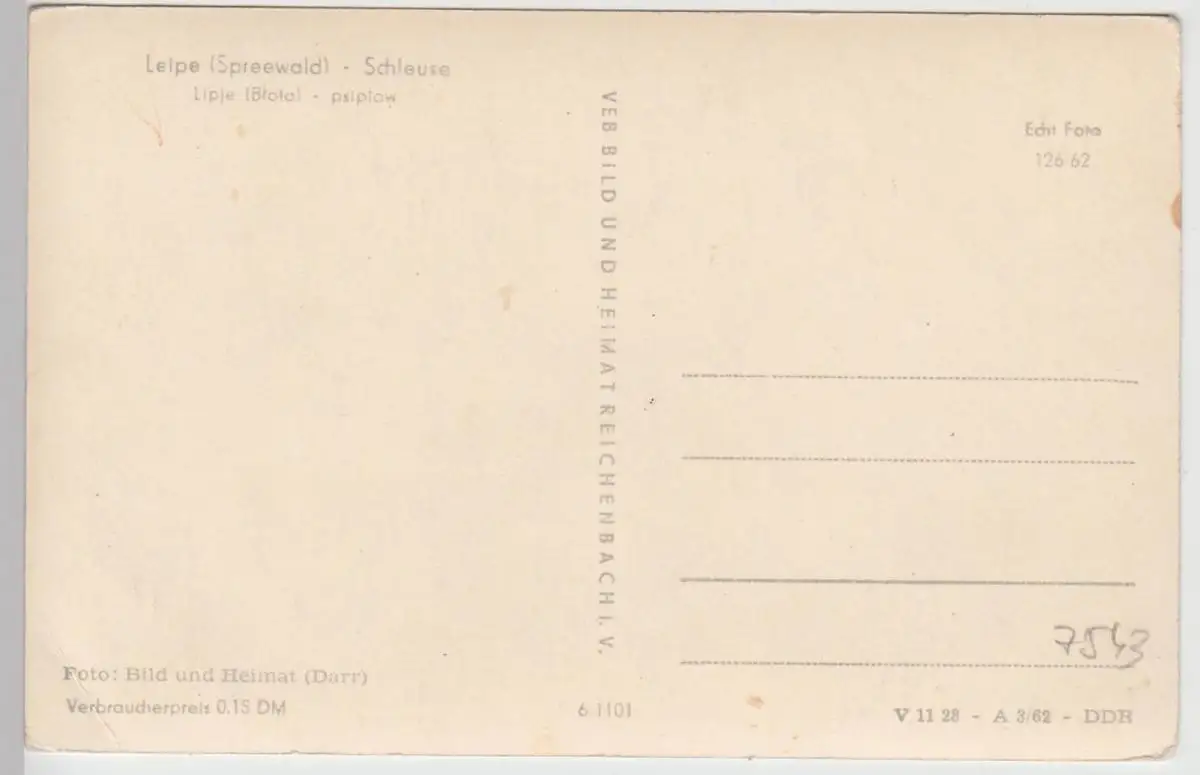 Leipe (Spreewald) - Schleuse
Lipje (Błota) - psiplaw
VEB BILD UND HEIMAT REICHENBACH i. V.
Echt Foto
126 62
7543
Foto: Bild und Heimat (Darr)
Verbraucherpreis 0.15 DM
6 1101
V 11 28 - A 3/62 - DDR